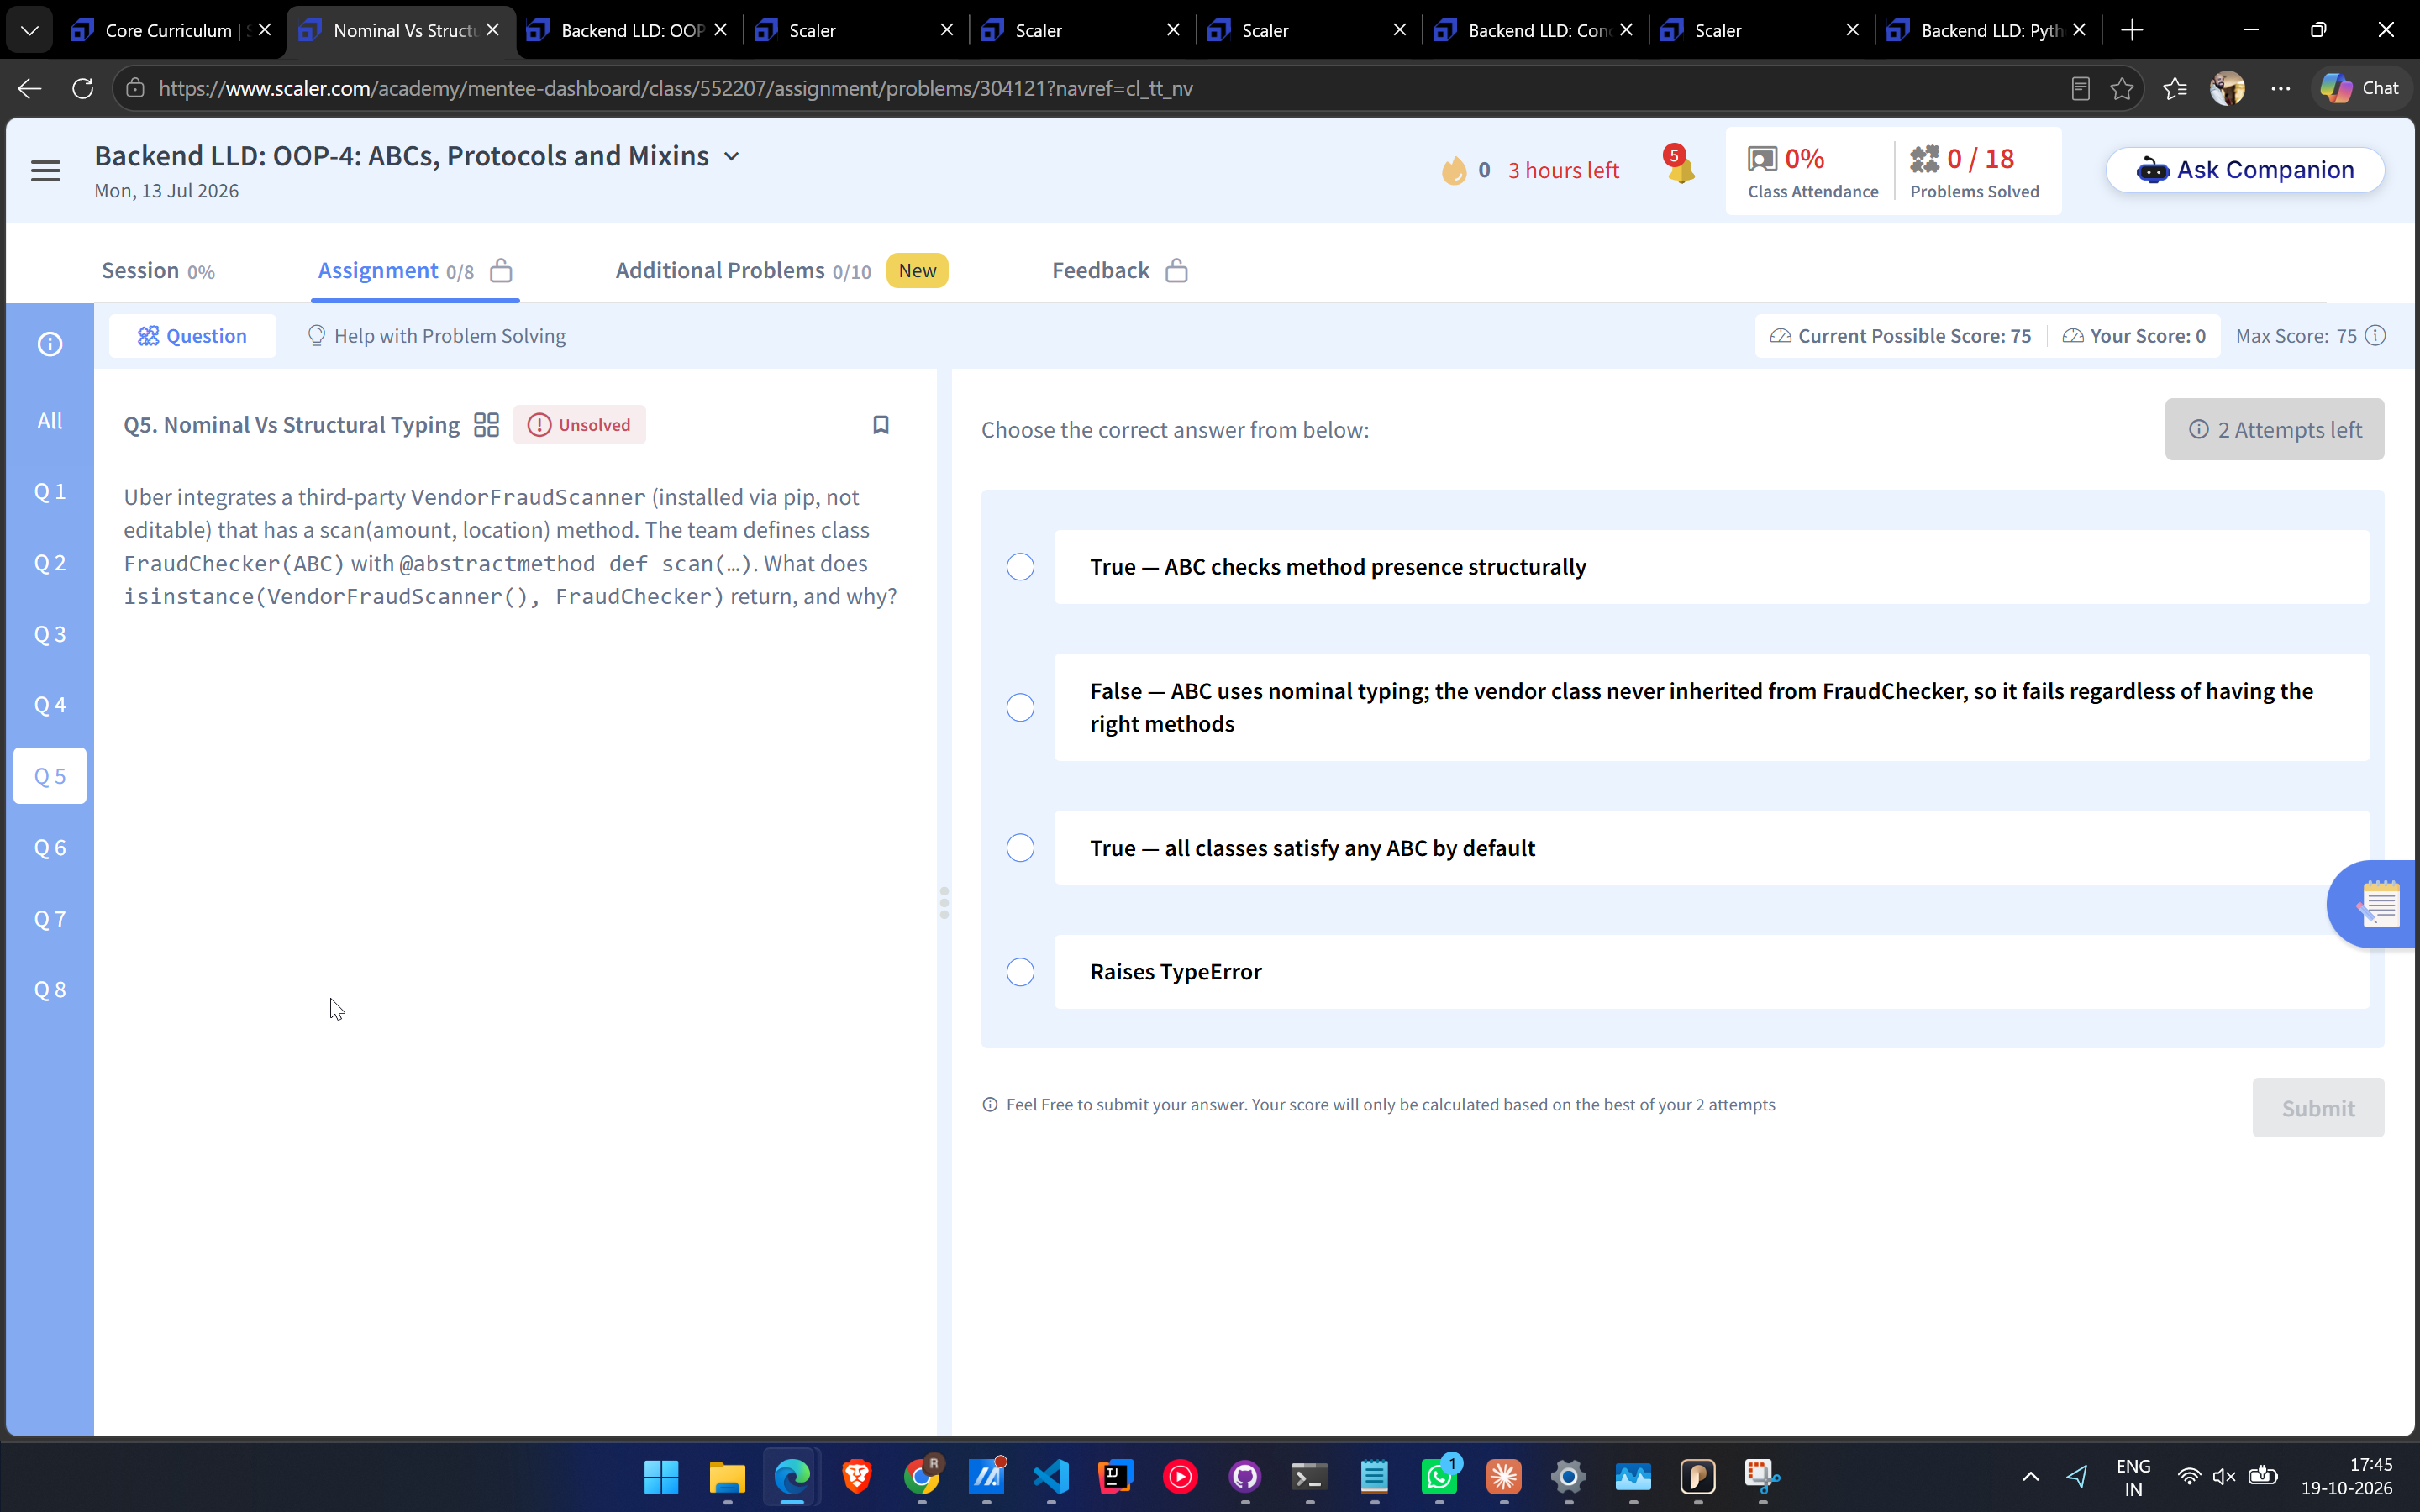 Core Curriculum | S
Nominal Vs Structu
Backend LLD: OOP
Scaler
Scaler
Scaler
Backend LLD: Con
Scaler
Backend LLD: Pyth
https://www.scaler.com/academy/mentee-dashboard/class/552207/assignment/problems/304121?navref=cl_tt_nv
Chat
Backend LLD: OOP-4: ABCs, Protocols and Mixins
Mon, 13 Jul 2026
0 3 hours left
5
0%
Class Attendance
0 / 18
Problems Solved
Ask Companion
Session 0%
Assignment 0/8
Additional Problems 0/10 New
Feedback
Question
Help with Problem Solving
Current Possible Score: 75
Your Score: 0
Max Score: 75
All
Q 1
Q 2
Q 3
Q 4
Q 5
Q 6
Q 7
Q 8
Q5. Nominal Vs Structural Typing
Unsolved
Uber integrates a third-party VendorFraudScanner (installed via pip, not
editable) that has a scan(amount, location) method. The team defines class
FraudChecker(ABC) with @abstractmethod def scan(…). What does
isinstance(VendorFraudScanner(), FraudChecker) return, and why?
Choose the correct answer from below:
2 Attempts left
True — ABC checks method presence structurally
False — ABC uses nominal typing; the vendor class never inherited from FraudChecker, so it fails regardless of having the
right methods
True — all classes satisfy any ABC by default
Raises TypeError
Feel Free to submit your answer. Your score will only be calculated based on the best of your 2 attempts
Submit
R
IJ
1
ENG
IN
17:45
19-10-2026